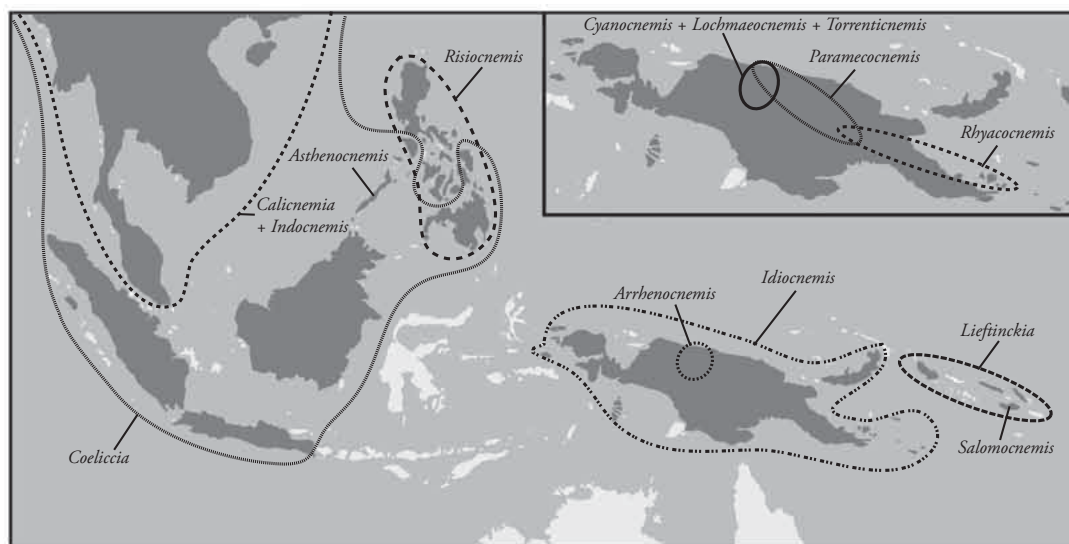 Cyanocnemis + Lochmaeocnemis + Torrenticnemis
Risiocnemis
Paramecocnemis
Rhyacocnemis
Asthenocnemis
Calicnemia
+ Indocnemis
Idiocnemis
Arrhenocnemis
Lieftinckia
Salomocnemis
Coeliccia